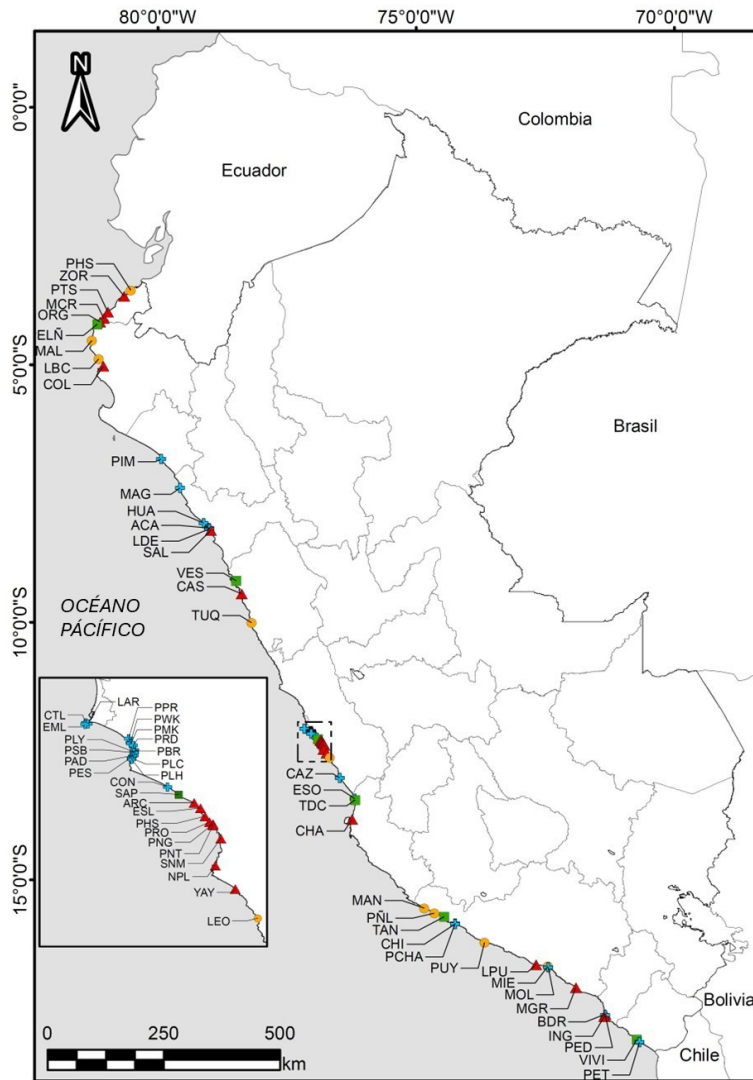 80°0'0"W
75°0'0"W
70°0'0"W
N
0°0'0"
5°0'0"S
10°0'0"S
15°0'0"S
Colombia
Ecuador
Brasil
Bolivia
Chile
OCÉANO
PÁCÍFICO
PHS
ZOR
PTS
MCR
ORG
ELÑ
MAL
LBC
COL
PIM
MAG
HUA
ACA
LDE
SAL
VES
CAS
TUQ
CAZ
ESO
TDC
CHA
MAN
PÑL
TAN
CHI
PCHA
PUY
LPU
MIE
MOL
MGR
BDR
ING
PED
VIVI
PET
LAR
CTL
EML
PPR
PWK
PRD
PMK
PLY
PSB
PBR
PAD
PLC
PES
PLH
CON
SAP
ARC
ESL
PHS
PRO
PNG
PNT
SNM
NPL
YAY
LEO
0 250 500
km